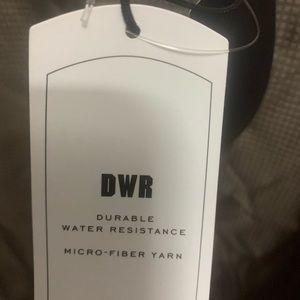 DWR
DURABLE
WATER RESISTANCE
MICRO-FIBER YARN